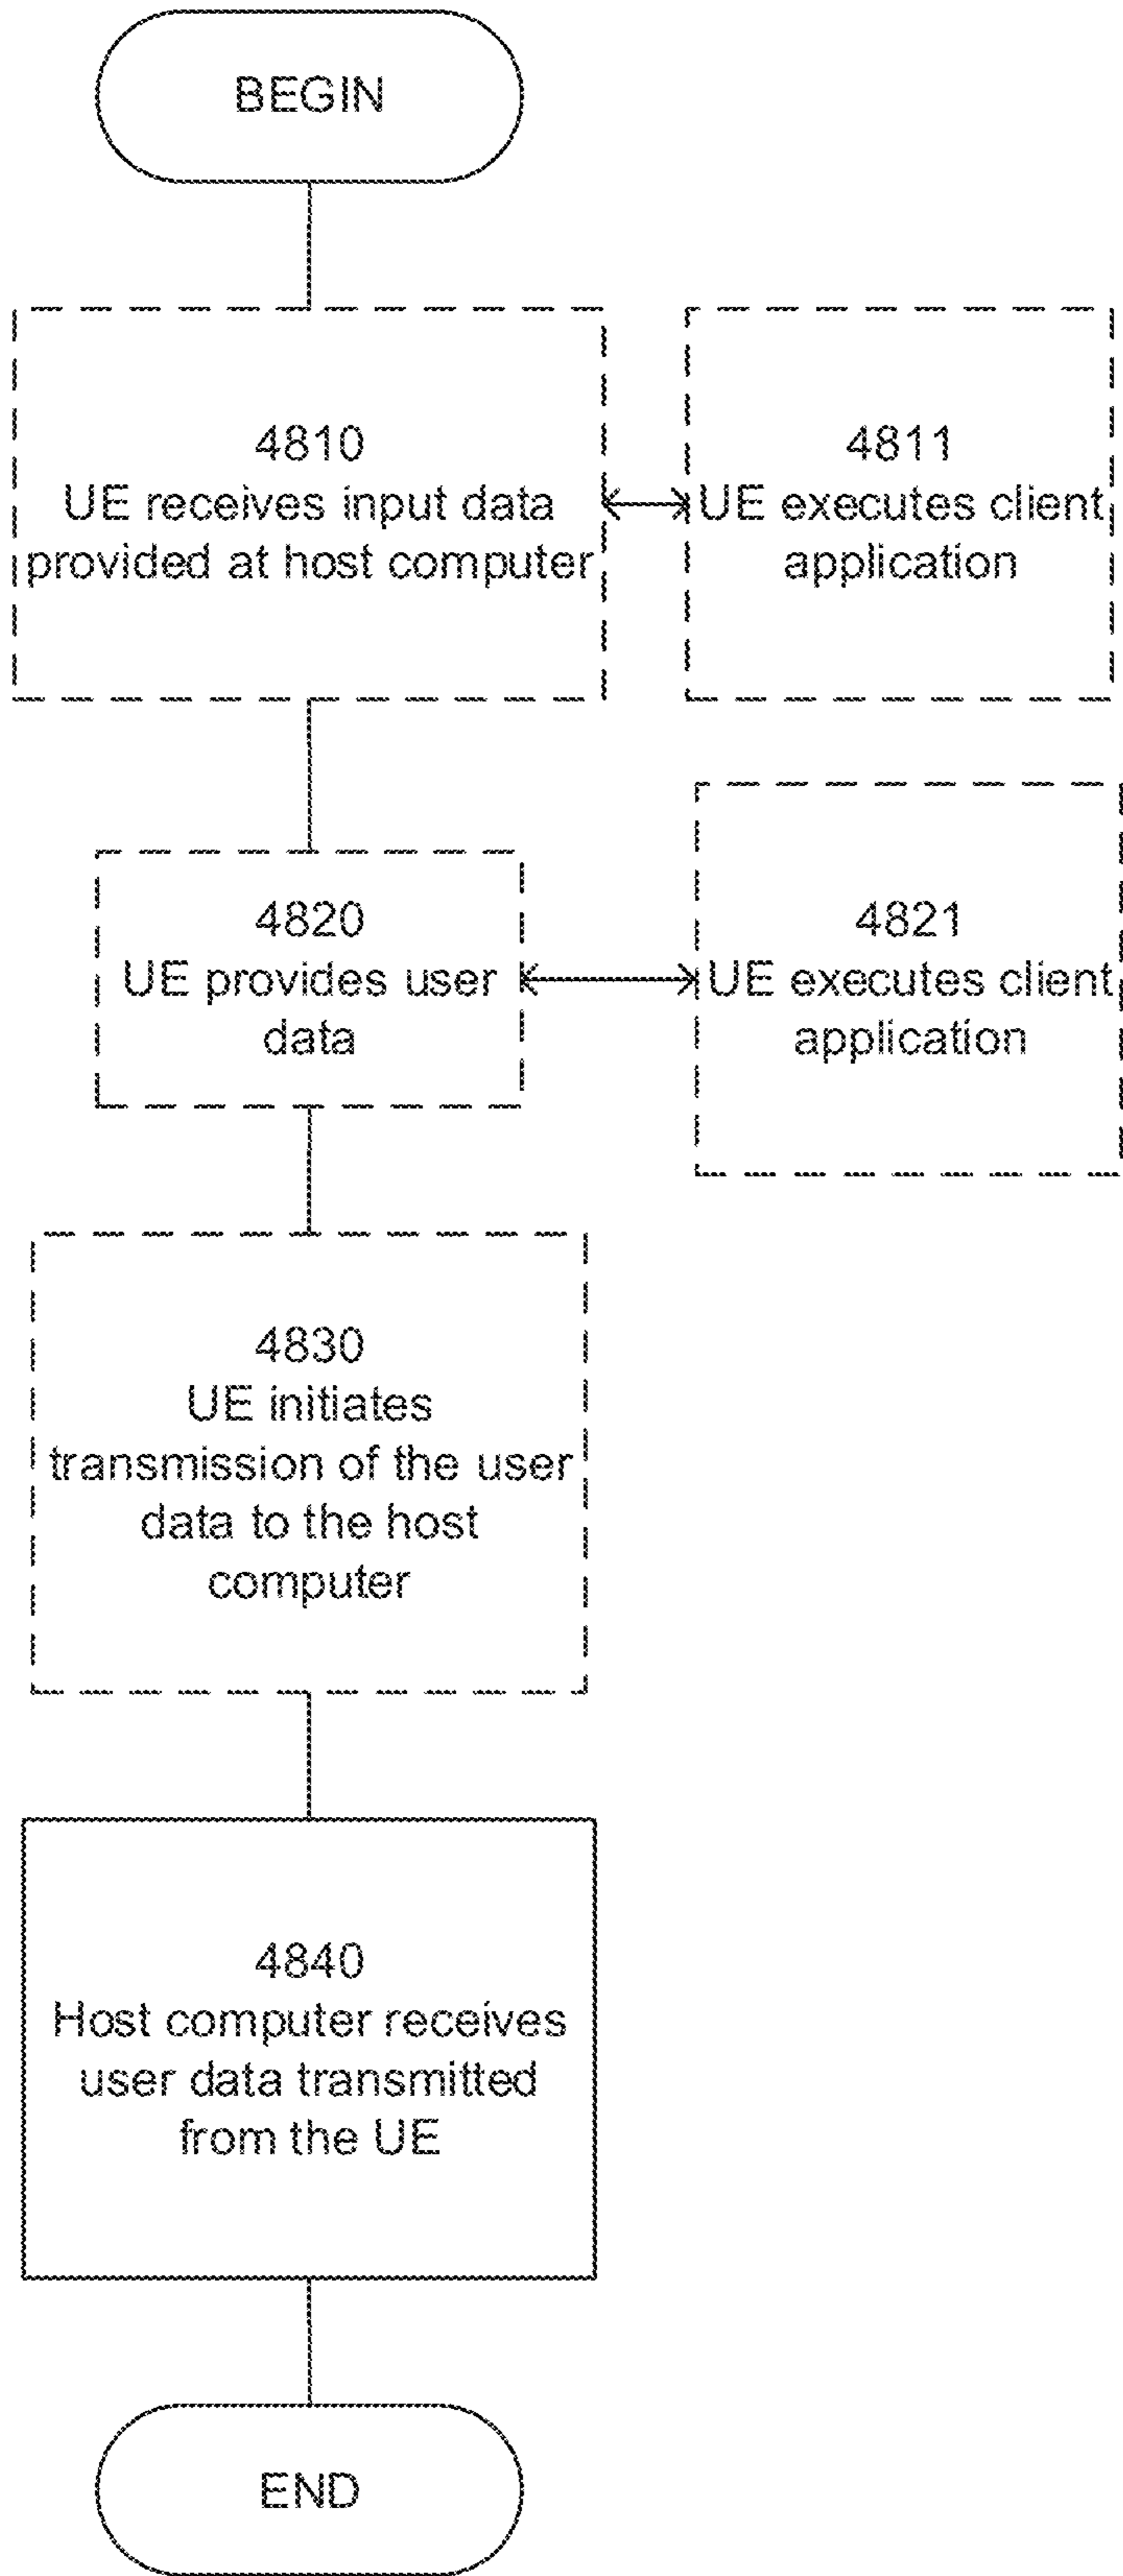 BEGIN
4810
UE receives input data
provided at host computer
4811
UE executes client
application
4820
UE provides user
data
4821
UE executes client
application
4830
UE initiates
transmission of the user
data to the host
computer
4840
Host computer receives
user data transmitted
from the UE
END